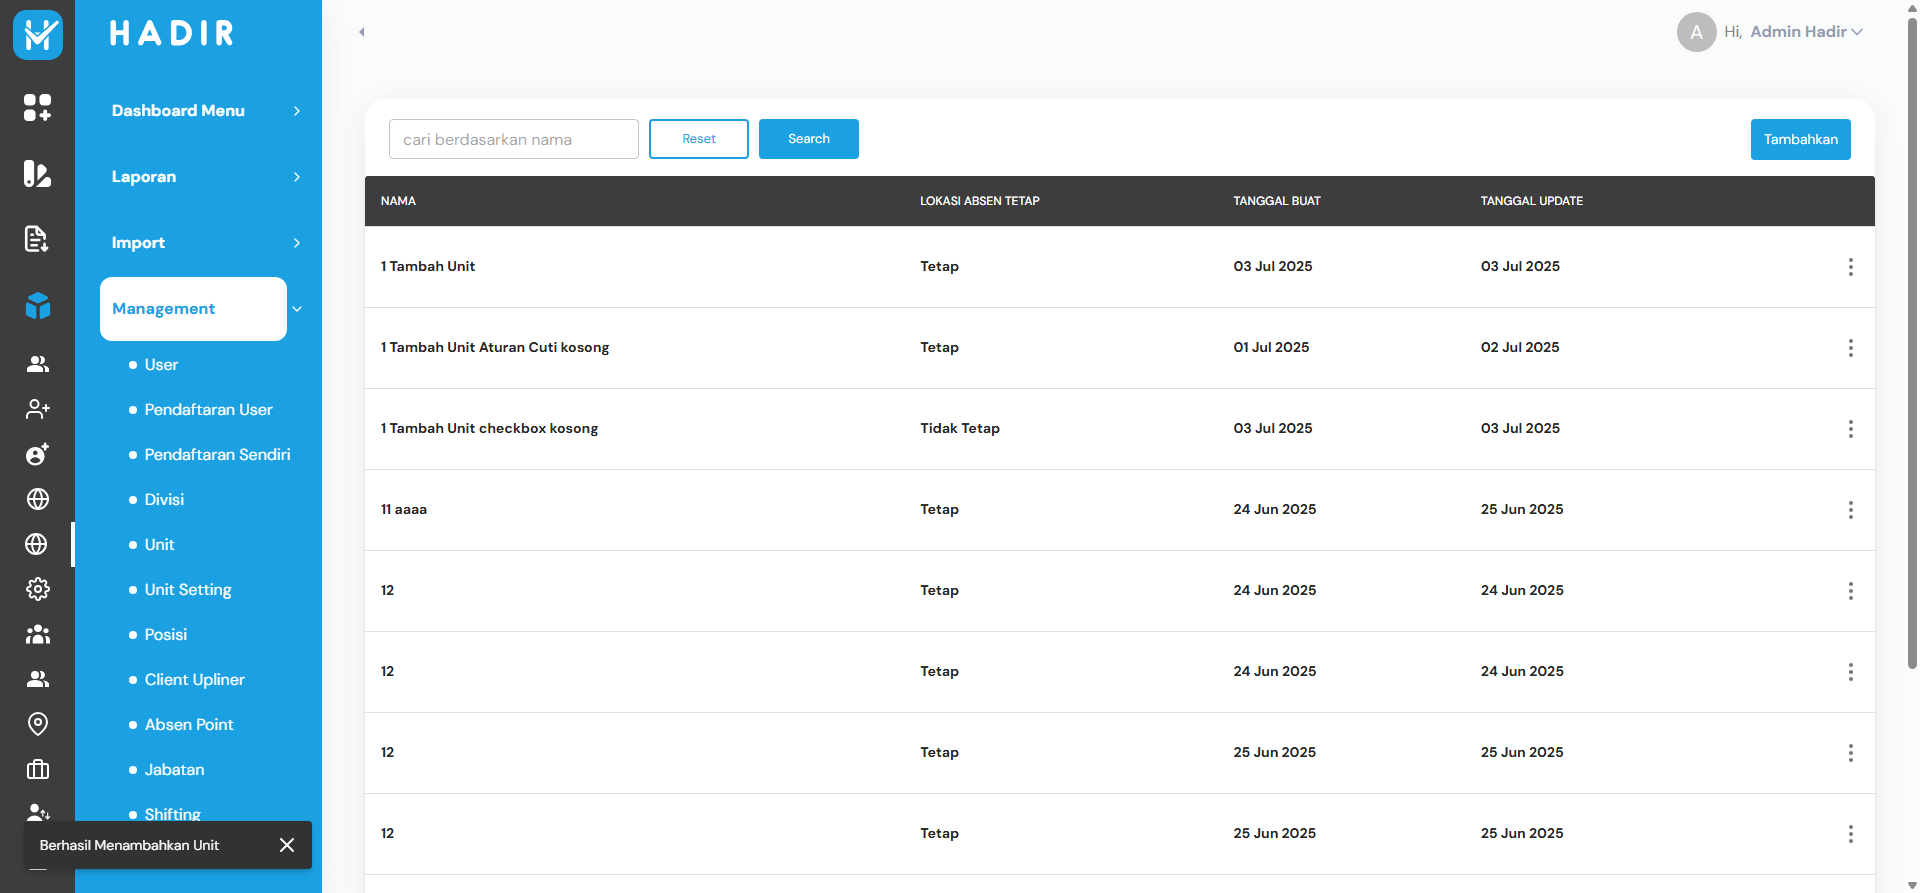 HADIR
A Hi, Admin Hadir
Dashboard Menu
Laporan
Import
Management
User
Pendaftaran User
Pendaftaran Sendiri
Divisi
Unit
Unit Setting
Posisi
Client Upliner
Absen Point
Jabatan
Shifting
Berhasil Menambahkan Unit
cari berdasarkan nama Reset Search Tambahkan
NAMA LOKASI ABSEN TETAP TANGGAL BUAT TANGGAL UPDATE
1 Tambah Unit Tetap 03 Jul 2025 03 Jul 2025
1 Tambah Unit Aturan Cuti kosong Tetap 01 Jul 2025 02 Jul 2025
1 Tambah Unit checkbox kosong Tidak Tetap 03 Jul 2025 03 Jul 2025
11 aaaa Tetap 24 Jun 2025 25 Jun 2025
12 Tetap 24 Jun 2025 24 Jun 2025
12 Tetap 24 Jun 2025 24 Jun 2025
12 Tetap 25 Jun 2025 25 Jun 2025
12 Tetap 25 Jun 2025 25 Jun 2025